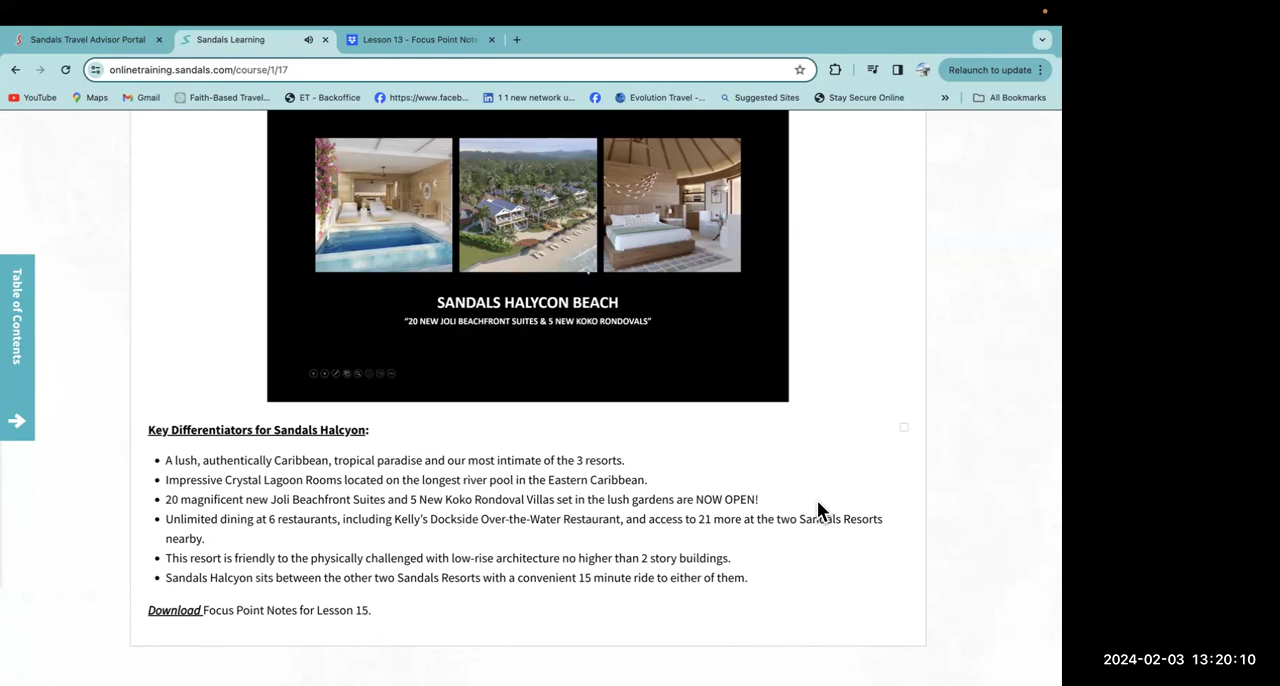 Sandals Travel Advisor Portal
Sandals Learning
Lesson 13 - Focus Point Note
onlinetraining.sandals.com/course/1/17
Relaunch to update
YouTube
Maps
Gmail
Faith-Based Travel...
ET - Backoffice
https://www.faceb...
1 1 new network u...
Evolution Travel -...
Suggested Sites
Stay Secure Online
»
All Bookmarks
Table of Contents
SANDALS HALYCON BEACH
"20 NEW JOLI BEACHFRONT SUITES & 5 NEW KOKO RONDOVALS"
Key Differentiators for Sandals Halcyon:
• A lush, authentically Caribbean, tropical paradise and our most intimate of the 3 resorts.
• Impressive Crystal Lagoon Rooms located on the longest river pool in the Eastern Caribbean.
• 20 magnificent new Joli Beachfront Suites and 5 New Koko Rondoval Villas set in the lush gardens are NOW OPEN!
• Unlimited dining at 6 restaurants, including Kelly's Dockside Over-the-Water Restaurant, and access to 21 more at the two Sandals Resorts
nearby.
• This resort is friendly to the physically challenged with low-rise architecture no higher than 2 story buildings.
• Sandals Halcyon sits between the other two Sandals Resorts with a convenient 15 minute ride to either of them.
Download Focus Point Notes for Lesson 15.
2024-02-03 13:20:10